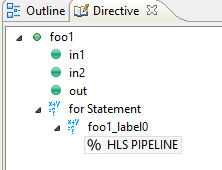 Outline Directive
foo1
in1
in2
out
for Statement
foo1_label0
% HLS PIPELINE